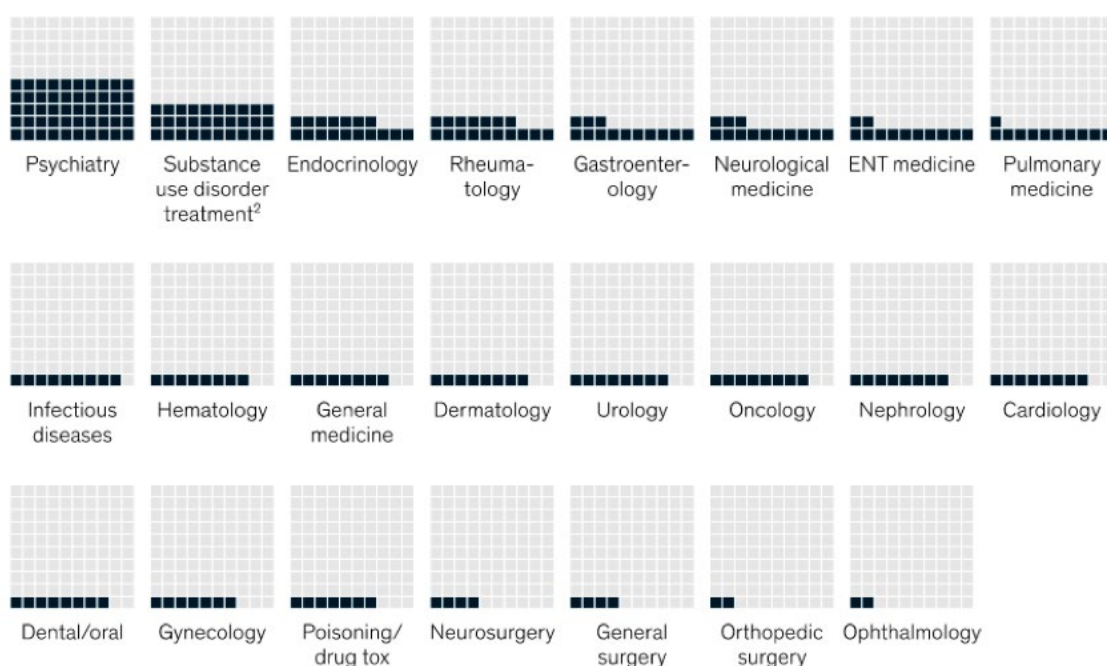 Psychiatry
Substance
use disorder
treatment²
Endocrinology
Rheuma-
tology
Gastroenter-
ology
Neurological
medicine
ENT medicine
Pulmonary
medicine
Infectious
diseases
Hematology
General
medicine
Dermatology
Urology
Oncology
Nephrology
Cardiology
Dental/oral
Gynecology
Poisoning/
drug tox
Neurosurgery
General
surgery
Orthopedic
surgery
Ophthalmology